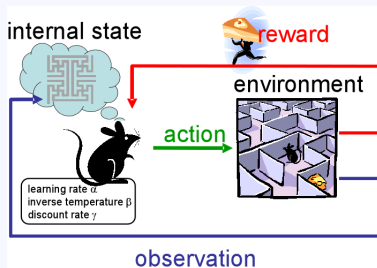 internal state
reward
environment
action
learning rate α
inverse temperature β
discount rate γ
observation